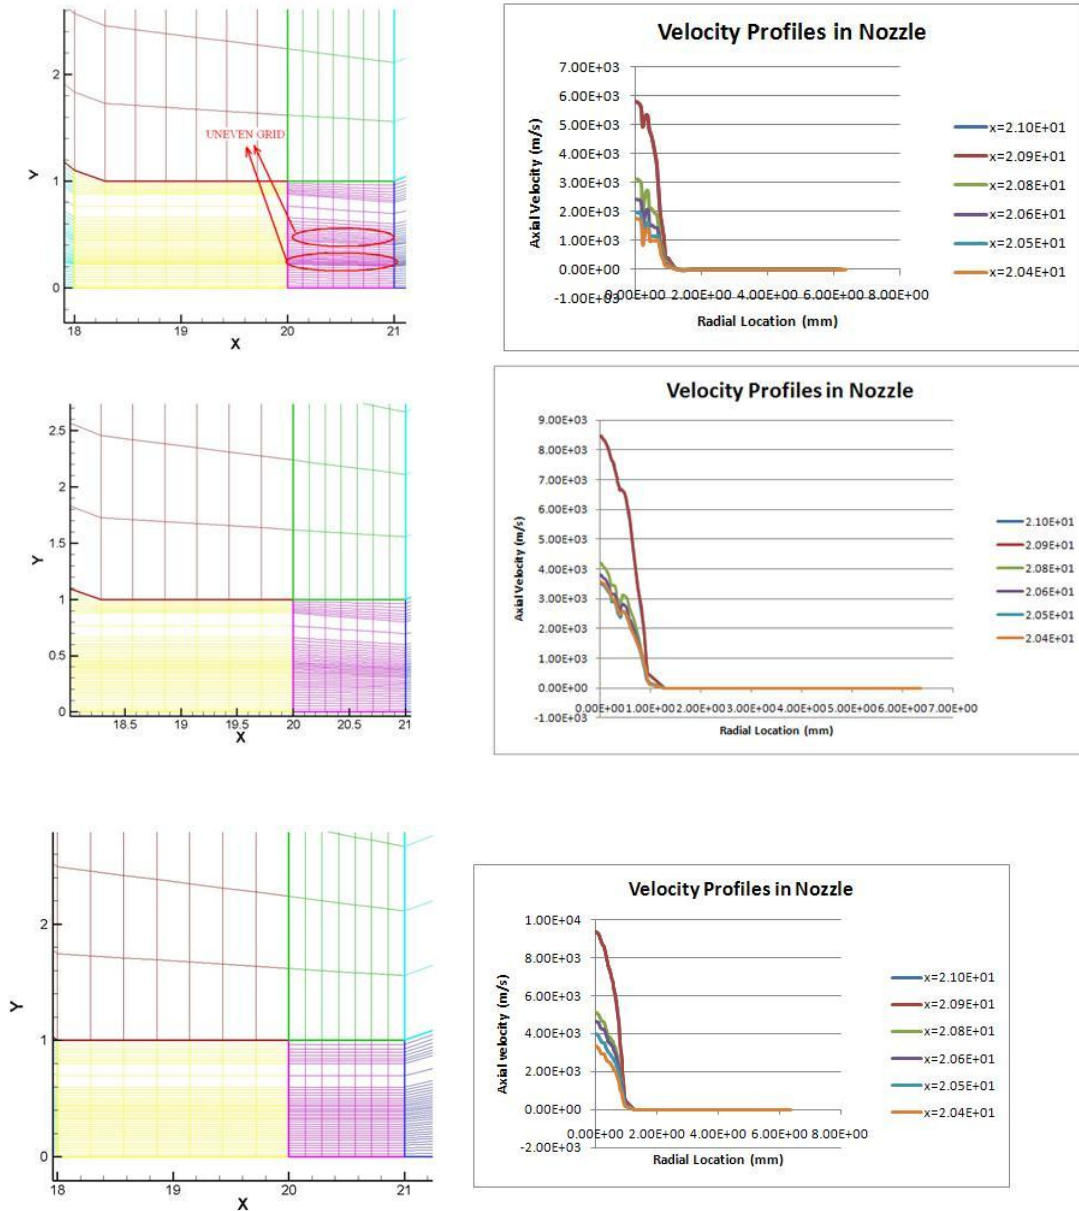 2
1
0
Y
UNEVEN GRID
18
19
20
21
X
Velocity Profiles in Nozzle
7.00E+03
6.00E+03
5.00E+03
4.00E+03
3.00E+03
2.00E+03
1.00E+03
0.00E+00
-1.00E+03
0.00E+00 2.00E+00 4.00E+00 6.00E+00 8.00E+00
Axial Velocity (m/s)
Radial Location (mm)
x=2.10E+01
x=2.09E+01
x=2.08E+01
x=2.06E+01
x=2.05E+01
x=2.04E+01
2.5
2
1.5
1
0.5
0
Y
18.5
19
19.5
20
20.5
21
X
Velocity Profiles in Nozzle
9.00E+03
8.00E+03
7.00E+03
6.00E+03
5.00E+03
4.00E+03
3.00E+03
2.00E+03
1.00E+03
0.00E+00
-1.00E+03
0.00E+00 1.00E+00 2.00E+00 3.00E+00 4.00E+00 5.00E+00 6.00E+00 7.00E+00
Axial Velocity (m/s)
Radial Location (mm)
2.10E+01
2.09E+01
2.08E+01
2.06E+01
2.05E+01
2.04E+01
2
1
0
Y
18
19
20
21
X
Velocity Profiles in Nozzle
1.00E+04
8.00E+03
6.00E+03
4.00E+03
2.00E+03
0.00E+00
-2.00E+03
0.00E+00 2.00E+00 4.00E+00 6.00E+00 8.00E+00
Axial velocity (m/s)
Radial Location (mm)
x=2.10E+01
x=2.09E+01
x=2.08E+01
x=2.06E+01
x=2.05E+01
x=2.04E+01